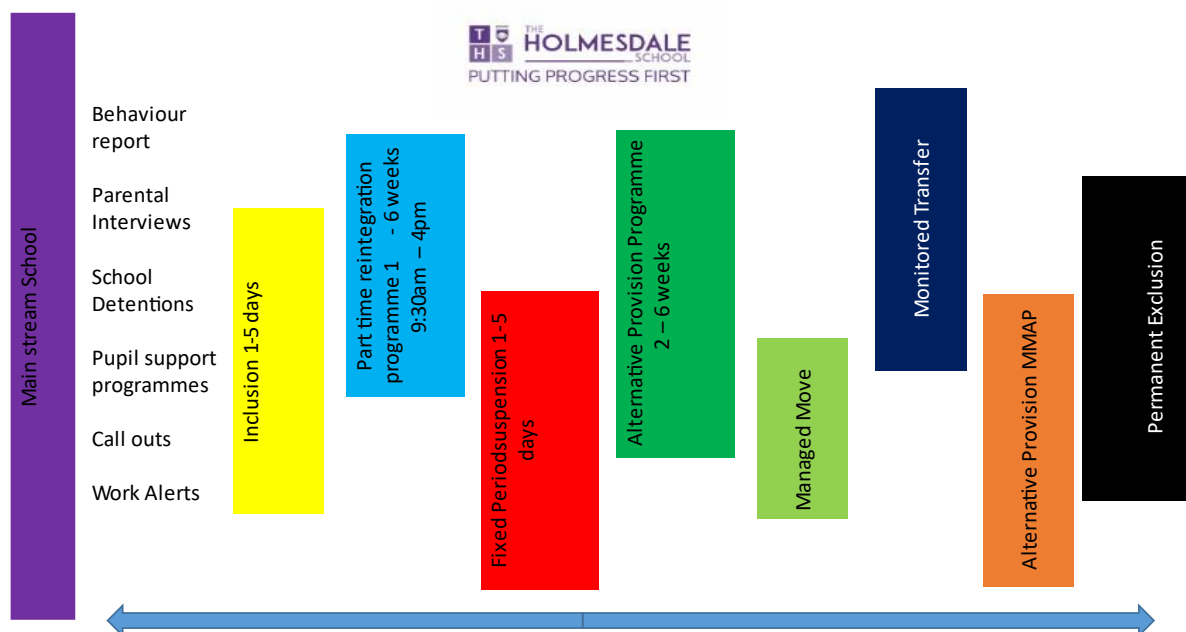 THE
HOLMESDALE
SCHOOL
PUTTING PROGRESS FIRST
T
H S
Main stream School
Behaviour
report
Parental
Interviews
School
Detentions
Pupil support
programmes
Call outs
Work Alerts
Inclusion 1-5 days
Part time reintegration
programme 1 - 6 weeks
9:30am – 4pm
Fixed Periodsuspension 1-5
days
Alternative Provision Programme
2 – 6 weeks
Managed Move
Monitored Transfer
Alternative Provision MMAP
Permanent Exclusion